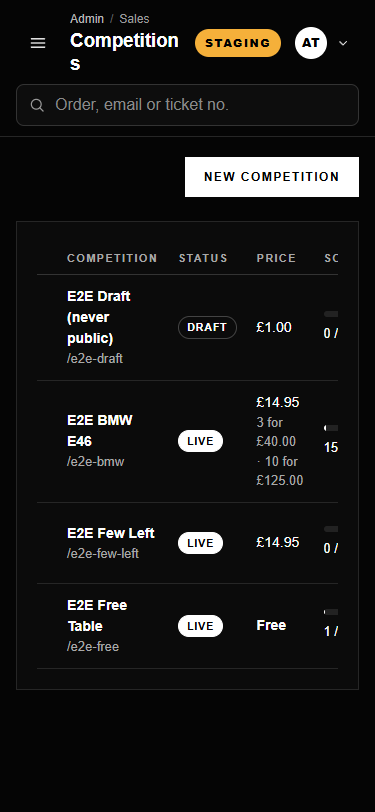 Admin / Sales
Competition
s
STAGING
AT
Order, email or ticket no.
NEW COMPETITION
COMPETITION STATUS PRICE
E2E Draft
(never
public)
/e2e-draft
DRAFT
£1.00
0 /
E2E BMW
E46
/e2e-bmw
LIVE
£14.95
3 for
£40.00
· 10 for
£125.00
15
E2E Few Left
/e2e-few-left
LIVE
£14.95
0 /
E2E Free
Table
/e2e-free
LIVE
Free
1 /